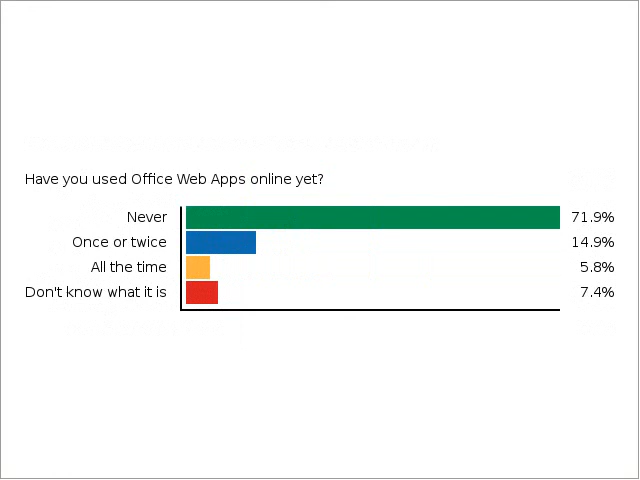 Have you used Office Web Apps online yet?
Never 71.9%
Once or twice 14.9%
All the time 5.8%
Don't know what it is 7.4%